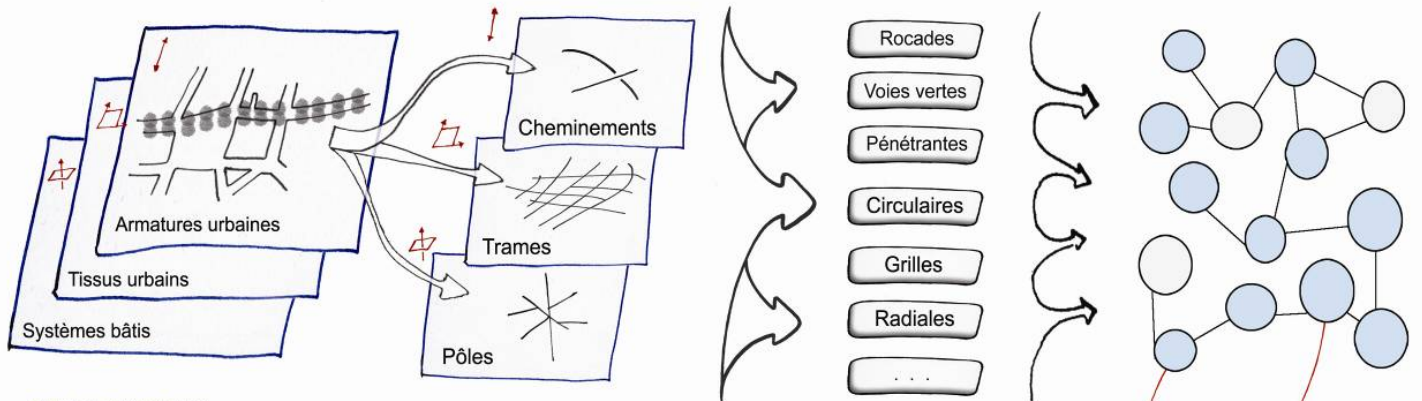 Armatures urbaines
Tissus urbains
Systèmes bâtis
Cheminements
Trames
Pôles
Rocades
Voies vertes
Pénétrantes
Circulaires
Grilles
Radiales
. . .